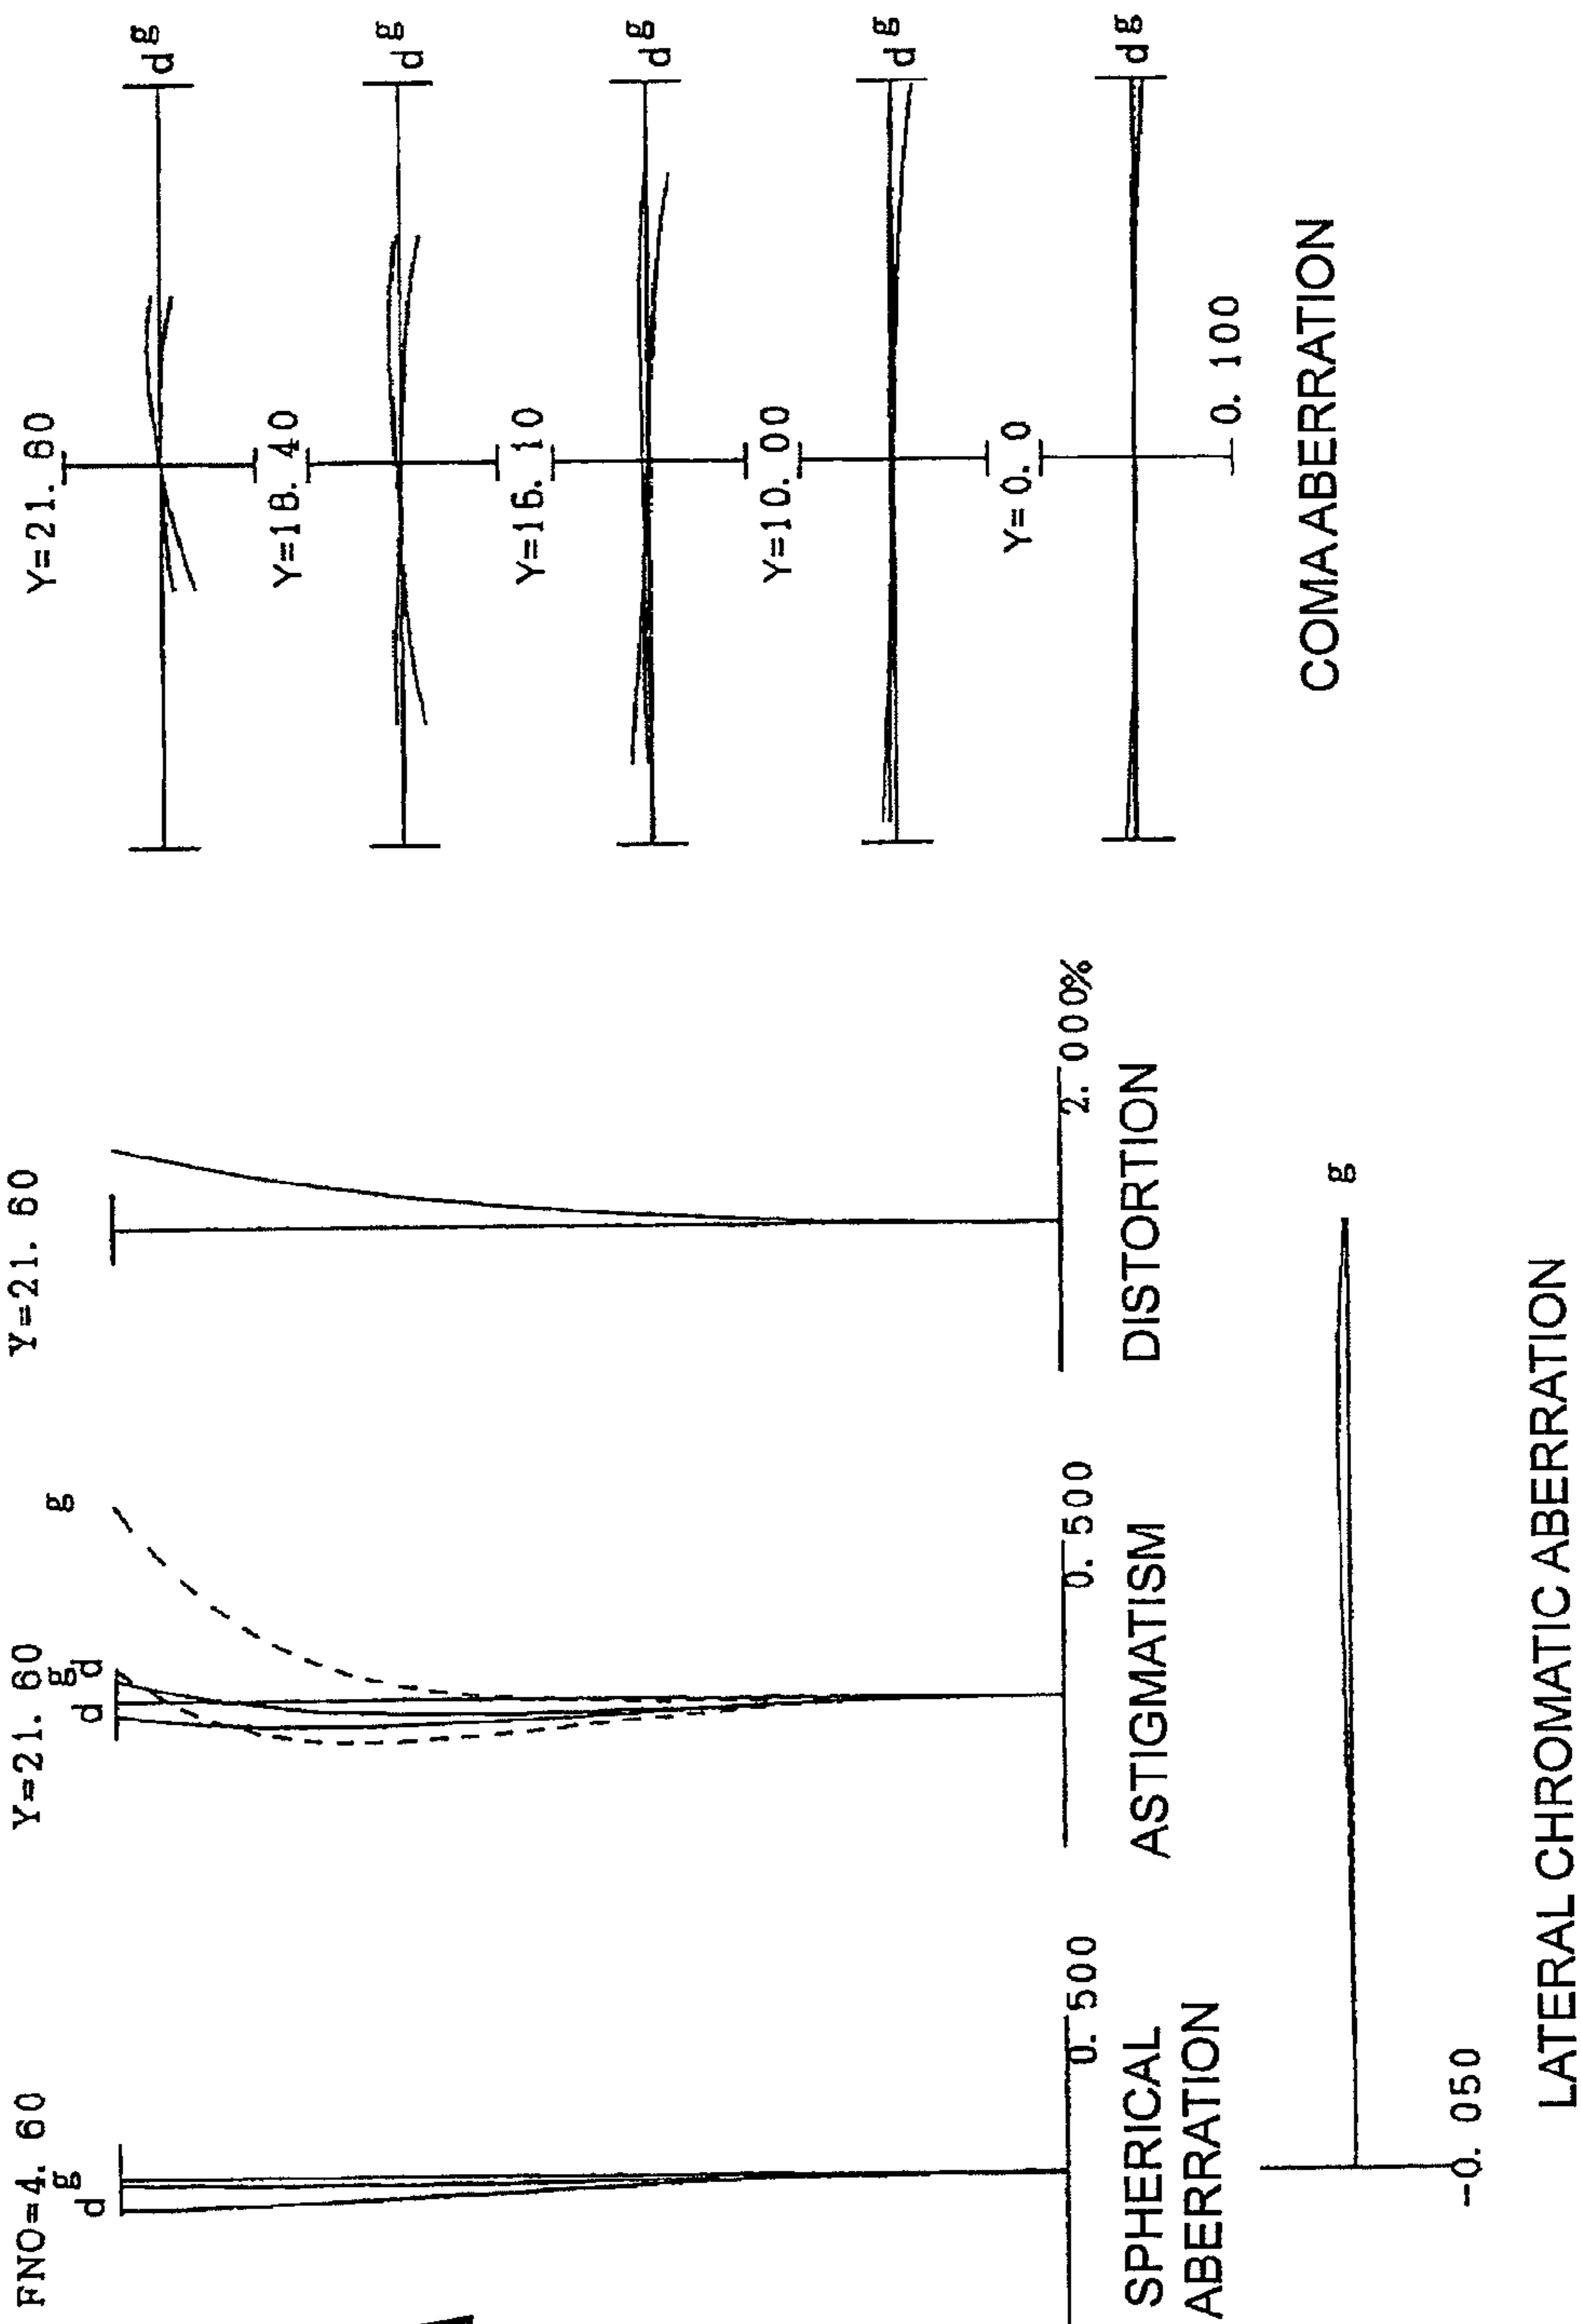 FNO=4. 60
d
g
SPHERICAL
ABERRATION
0. 500
Y=21. 60
d
g
d
g
ASTIGMATISM
0. 500
Y=21. 60
DISTORTION
2. 000%
Y=21. 60
d
g
Y=18. 40
d
g
Y=15. 10
d
g
Y=10. 00
d
g
Y=0. 0
d
g
0. 100
COMA ABERRATION
g
-0. 050
LATERAL CHROMATIC ABERRATION